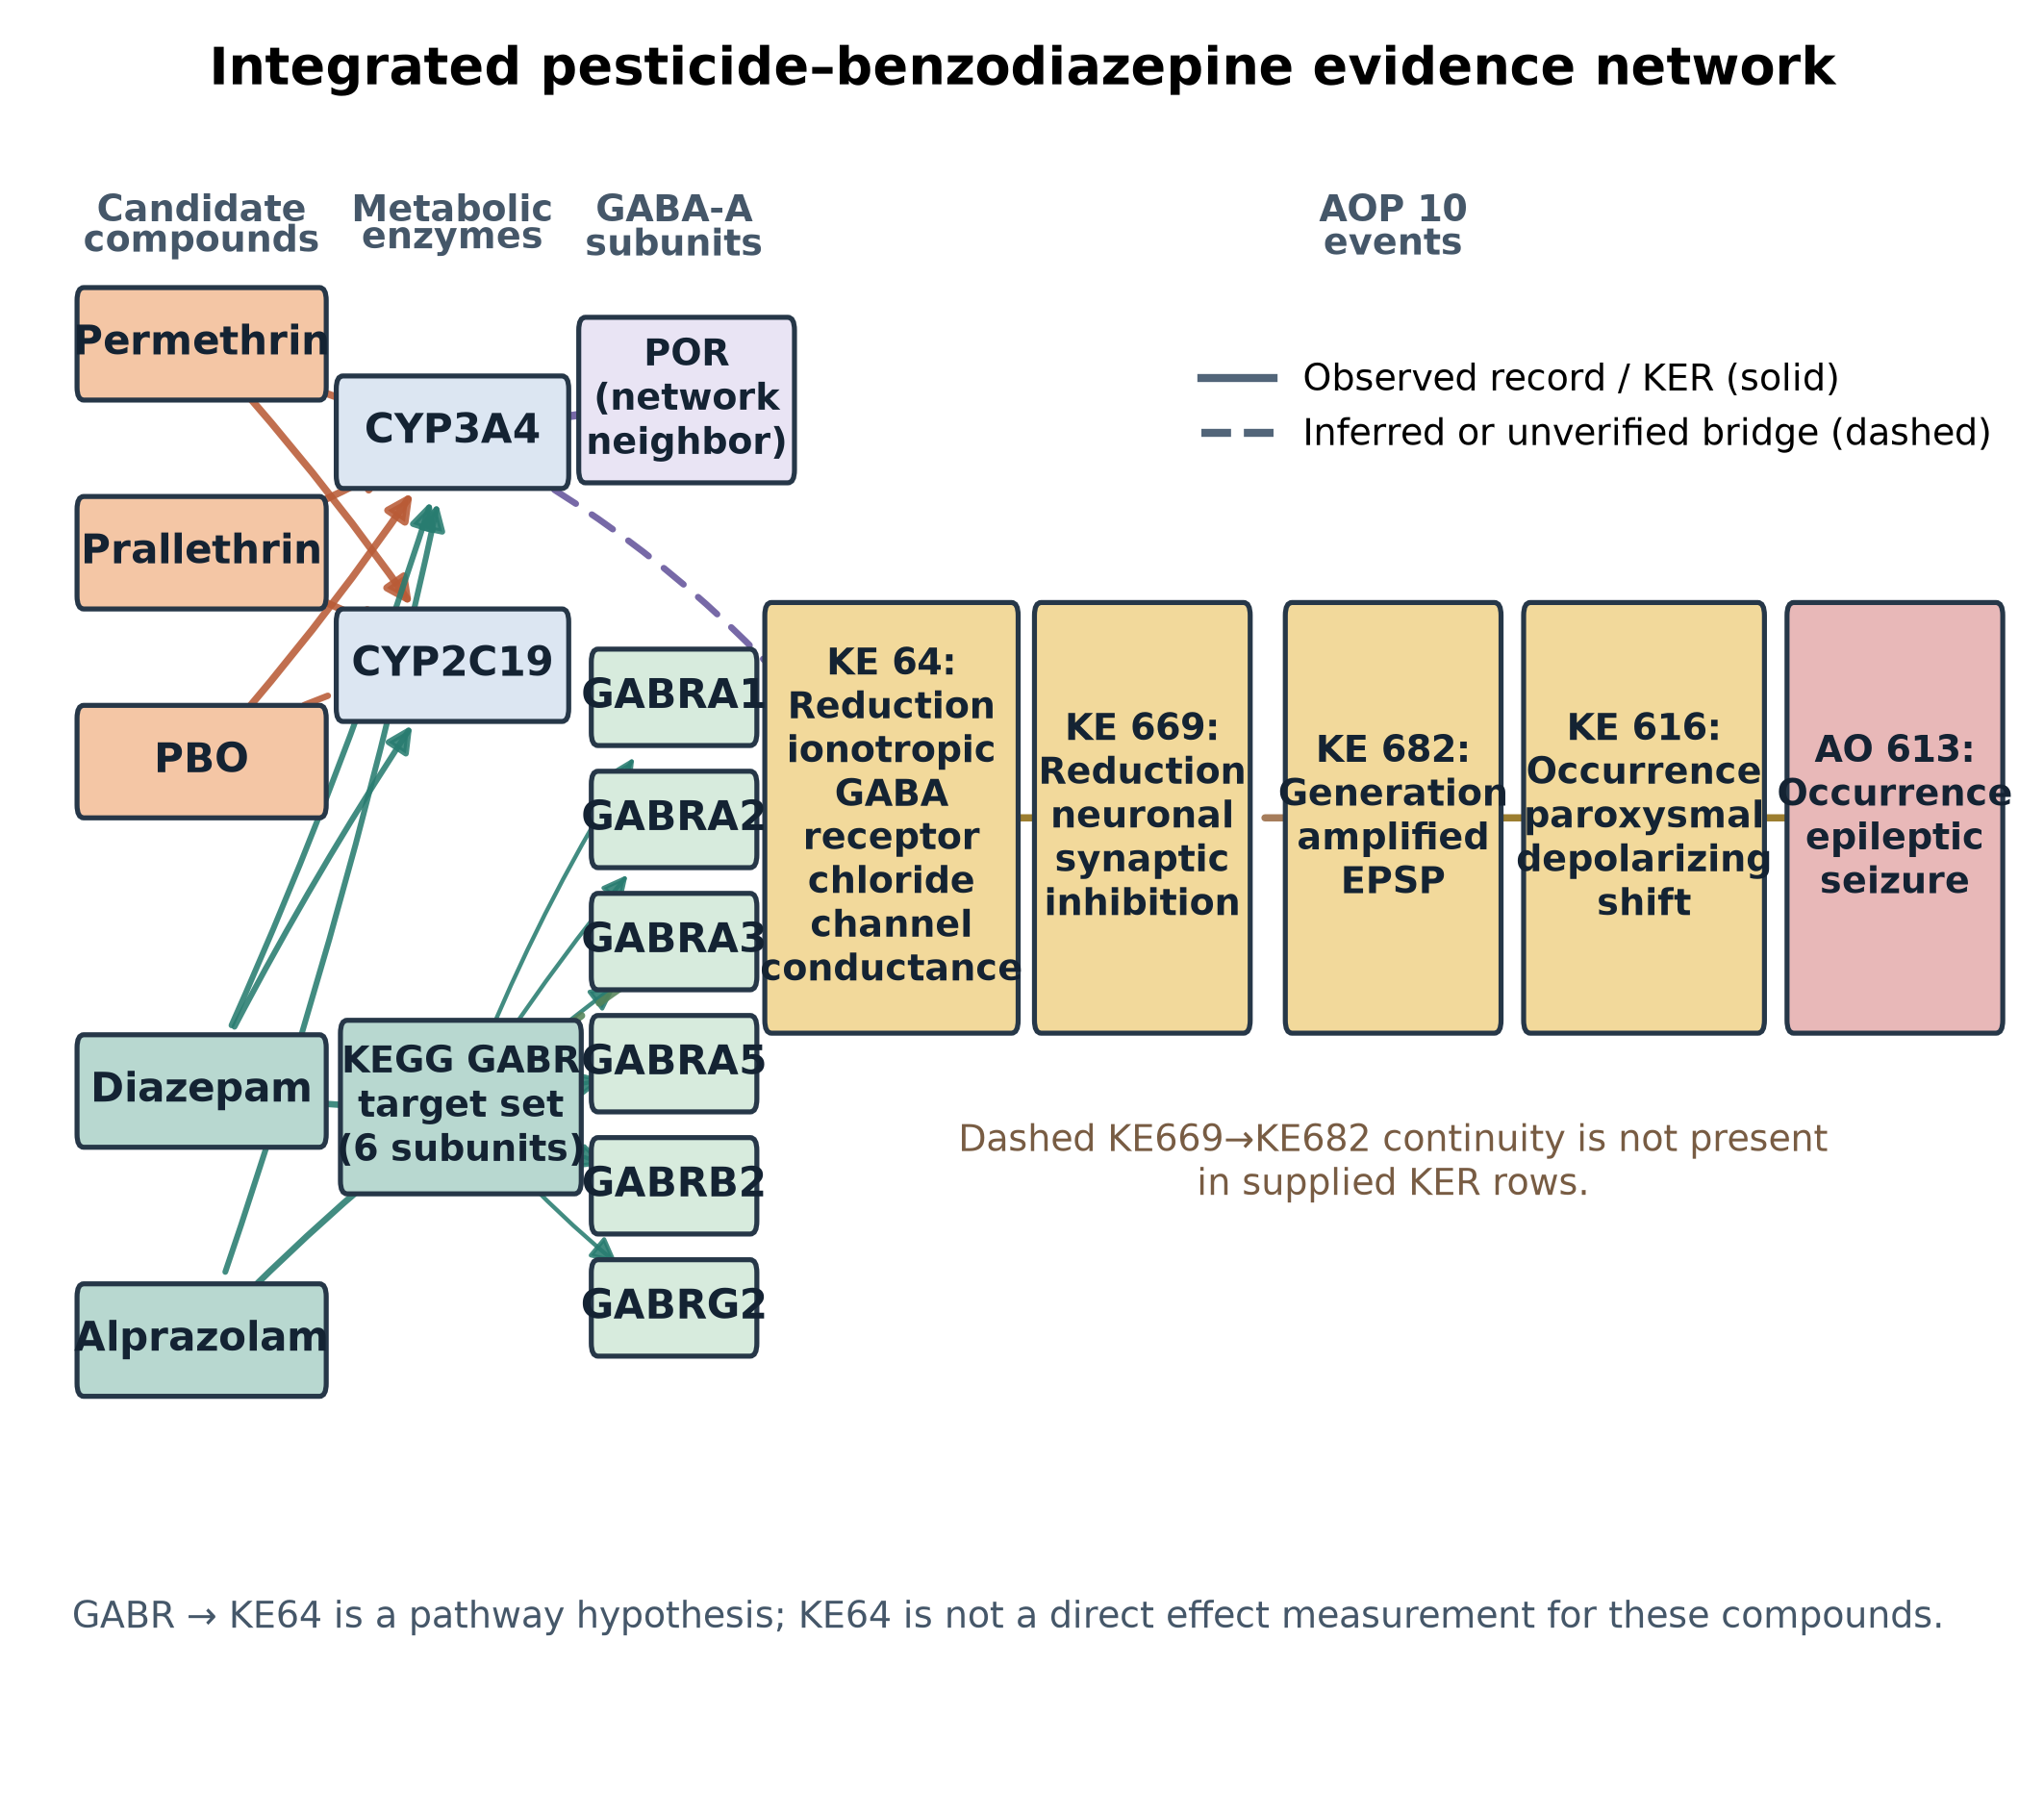 Integrated pesticide–benzodiazepine evidence network
Candidate
compounds
Metabolic
enzymes
GABA-A
subunits
AOP 10
events
Permethrin
Prallethrin
PBO
Diazepam
Alprazolam
CYP3A4
CYP2C19
KEGG GABR
target set
(6 subunits)
POR
(network
neighbor)
GABRA1
GABRA2
GABRA3
GABRA5
GABRB2
GABRG2
Observed record / KER (solid)
Inferred or unverified bridge (dashed)
KE 64:
Reduction
ionotropic
GABA
receptor
chloride
channel
conductance
KE 669:
Reduction
neuronal
synaptic
inhibition
KE 682:
Generation
amplified
EPSP
KE 616:
Occurrence
paroxysmal
depolarizing
shift
AO 613:
Occurrence
epileptic
seizure
Dashed KE669→KE682 continuity is not present
in supplied KER rows.
GABR → KE64 is a pathway hypothesis; KE64 is not a direct effect measurement for these compounds.